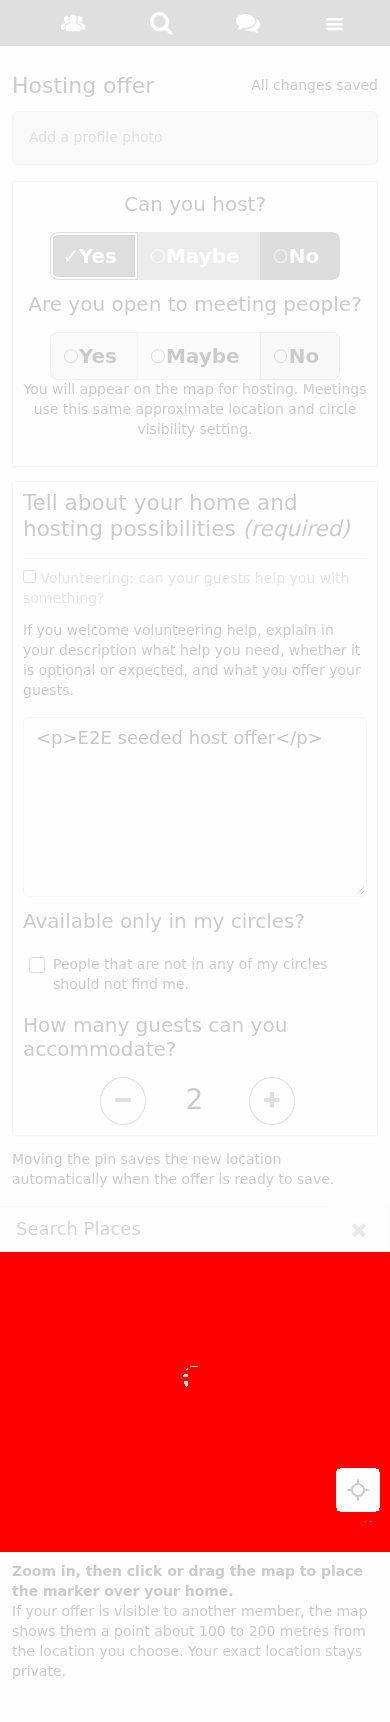 Hosting offer
All changes saved
Add a profile photo
Can you host?
✓Yes
Maybe
No
Are you open to meeting people?
Yes
Maybe
No
You will appear on the map for hosting. Meetings
use this same approximate location and circle
visibility setting.
Tell about your home and
hosting possibilities (required)
Volunteering: can your guests help you with
something?
If you welcome volunteering help, explain in
your description what help you need, whether it
is optional or expected, and what you offer your
guests.
<p>E2E seeded host offer</p>
Available only in my circles?
People that are not in any of my circles
should not find me.
How many guests can you
accommodate?
2
Moving the pin saves the new location
automatically when the offer is ready to save.
Search Places
Zoom in, then click or drag the map to place
the marker over your home.
If your offer is visible to another member, the map
shows them a point about 100 to 200 metres from
the location you choose. Your exact location stays
private.